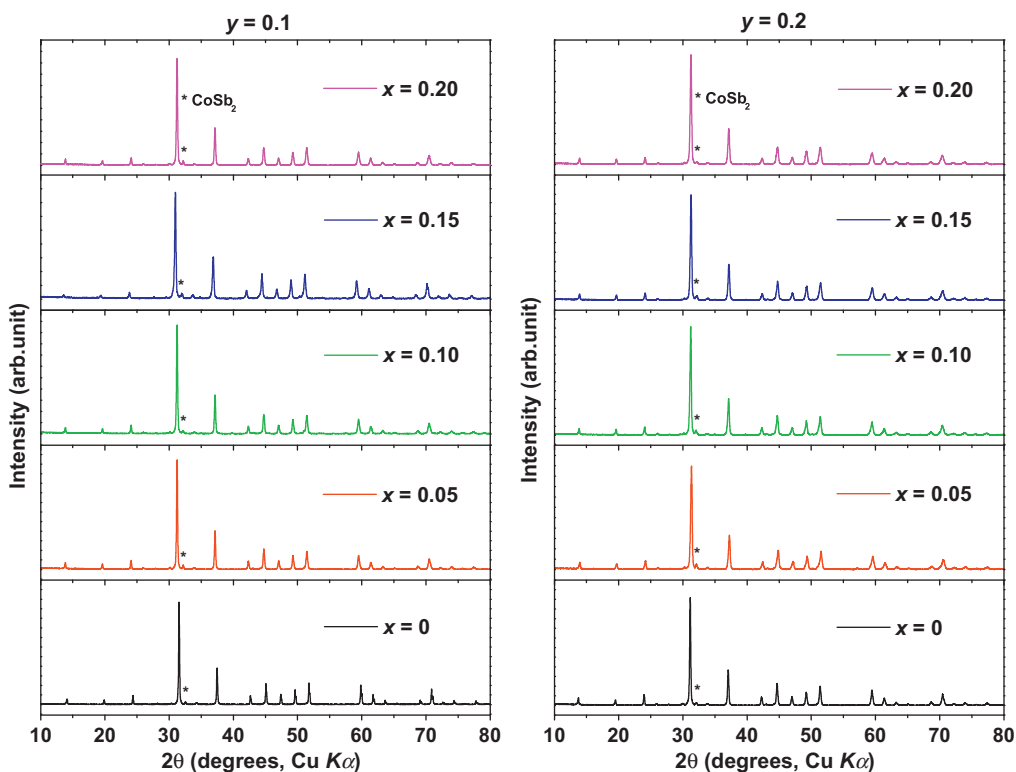 y = 0.1
x = 0.20
* CoSb₂
*
x = 0.15
*
x = 0.10
*
x = 0.05
*
x = 0
*
10 20 30 40 50 60 70 80
2θ (degrees, Cu Kα)
Intensity (arb.unit)
y = 0.2
x = 0.20
* CoSb₂
*
x = 0.15
*
x = 0.10
*
x = 0.05
*
x = 0
*
10 20 30 40 50 60 70 80
2θ (degrees, Cu Kα)
Intensity (arb.unit)